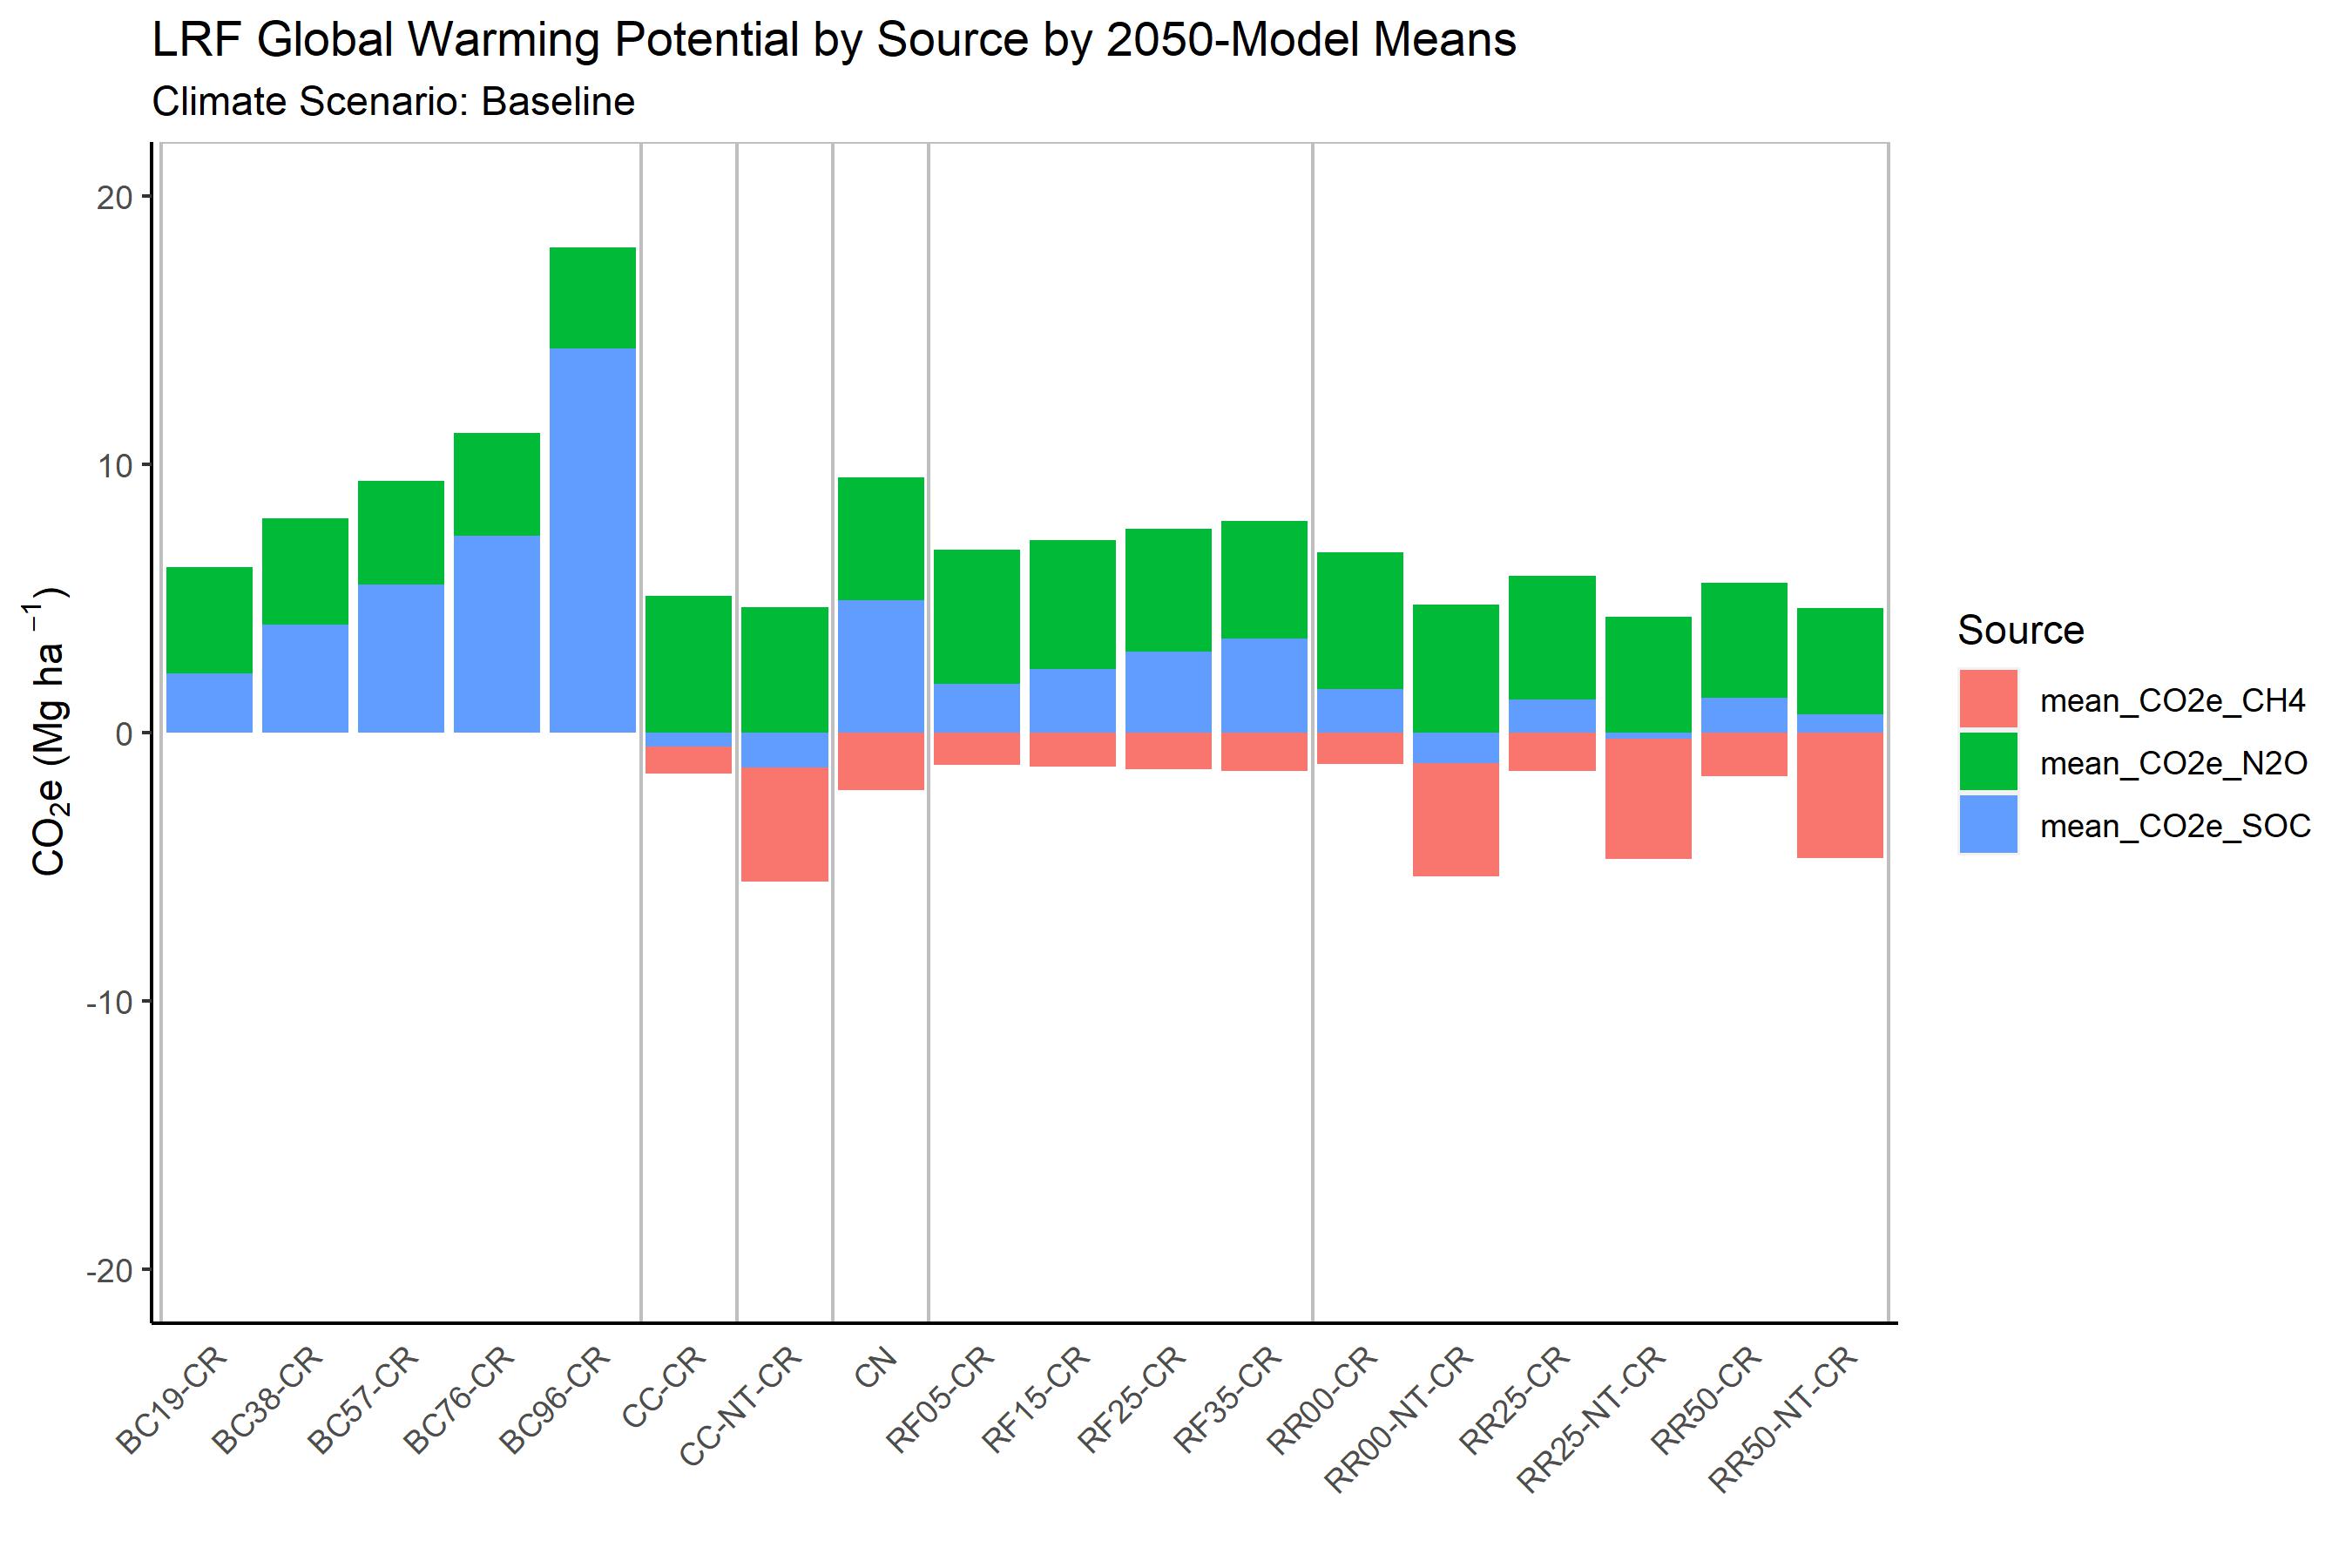 LRF Global Warming Potential by Source by 2050-Model Means
Climate Scenario: Baseline
CO₂e (Mg ha ⁻¹)
20
10
0
-10
-20
BC19-CR
BC38-CR
BC57-CR
BC76-CR
BC96-CR
CC-CR
CC-NT-CR
CN
RF05-CR
RF15-CR
RF25-CR
RF35-CR
RR00-CR
RR00-NT-CR
RR25-CR
RR25-NT-CR
RR50-CR
RR50-NT-CR
Source
mean_CO2e_CH4
mean_CO2e_N2O
mean_CO2e_SOC